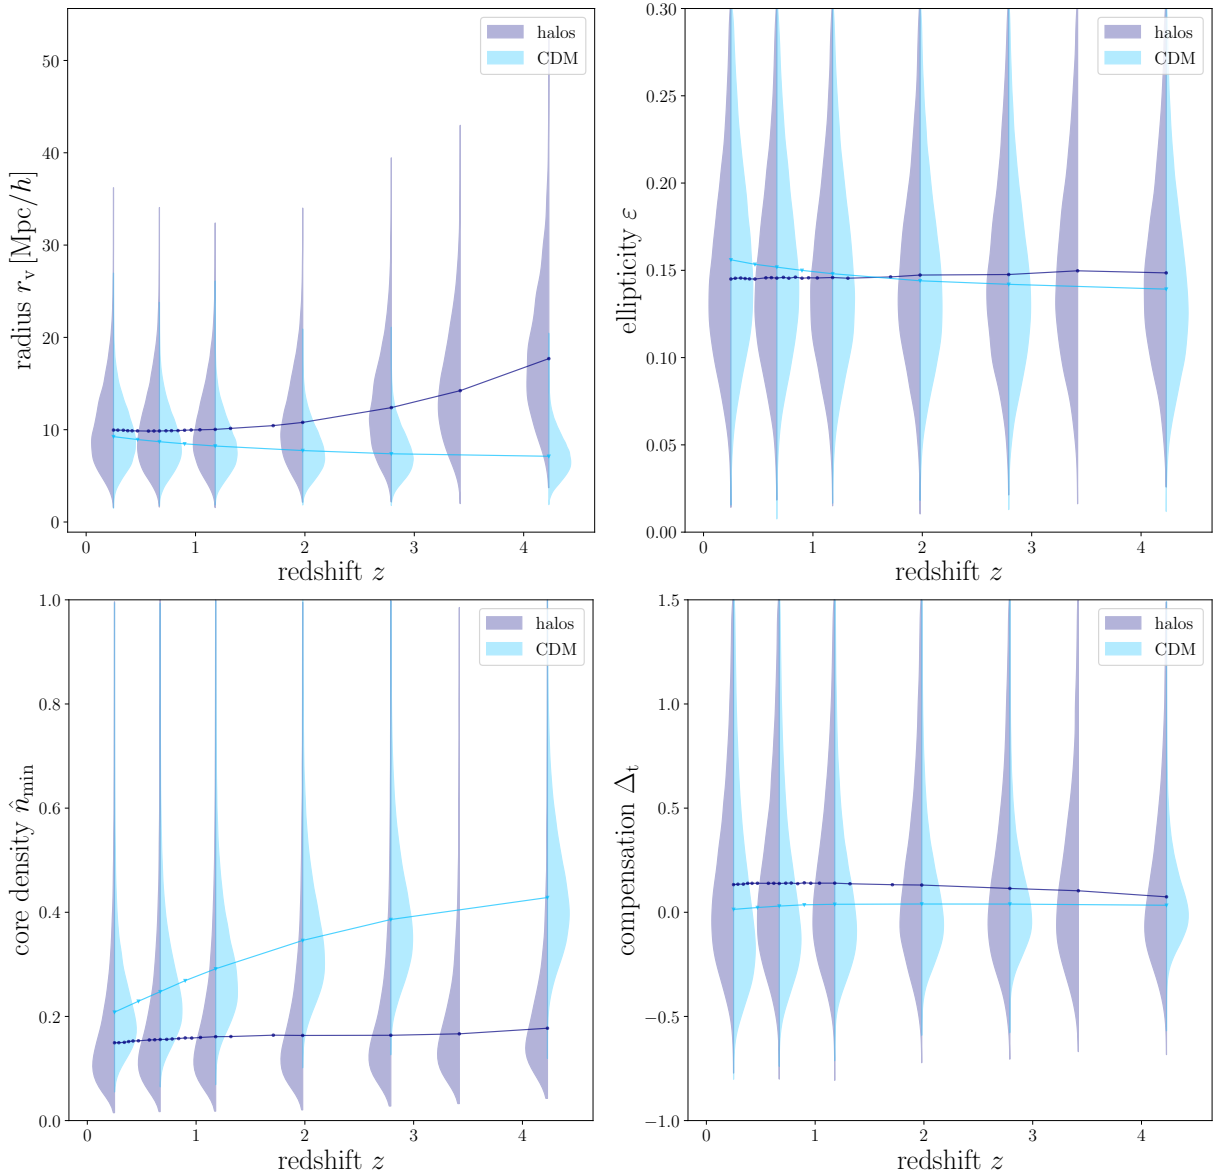 halos
CDM
50
40
30
20
10
0
radius r_v [Mpc/h]
0 1 2 3 4
redshift z
halos
CDM
0.30
0.25
0.20
0.15
0.10
0.05
0.00
ellipticity ε
0 1 2 3 4
redshift z
halos
CDM
1.0
0.8
0.6
0.4
0.2
0.0
core density n̂_min
0 1 2 3 4
redshift z
halos
CDM
1.5
1.0
0.5
0.0
−0.5
−1.0
compensation Δ_t
0 1 2 3 4
redshift z